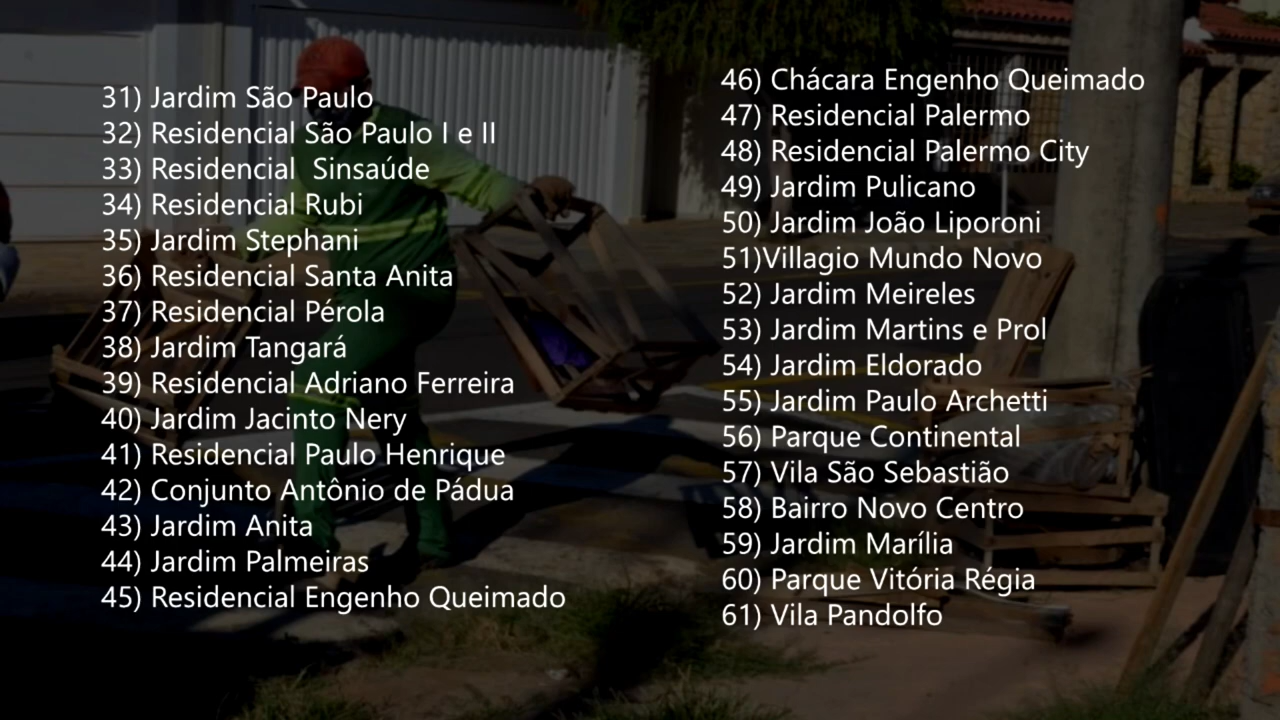 31) Jardim São Paulo
32) Residencial São Paulo I e II
33) Residencial  Sinsaúde
34) Residencial Rubi
35) Jardim Stephani
36) Residencial Santa Anita
37) Residencial Pérola
38) Jardim Tangará
39) Residencial Adriano Ferreira
40) Jardim Jacinto Nery
41) Residencial Paulo Henrique
42) Conjunto Antônio de Pádua
43) Jardim Anita
44) Jardim Palmeiras
45) Residencial Engenho Queimado
46) Chácara Engenho Queimado
47) Residencial Palermo
48) Residencial Palermo City
49) Jardim Pulicano
50) Jardim João Liporoni
51)Villagio Mundo Novo
52) Jardim Meireles
53) Jardim Martins e Prol
54) Jardim Eldorado
55) Jardim Paulo Archetti
56) Parque Continental
57) Vila São Sebastião
58) Bairro Novo Centro
59) Jardim Marília
60) Parque Vitória Régia
61) Vila Pandolfo